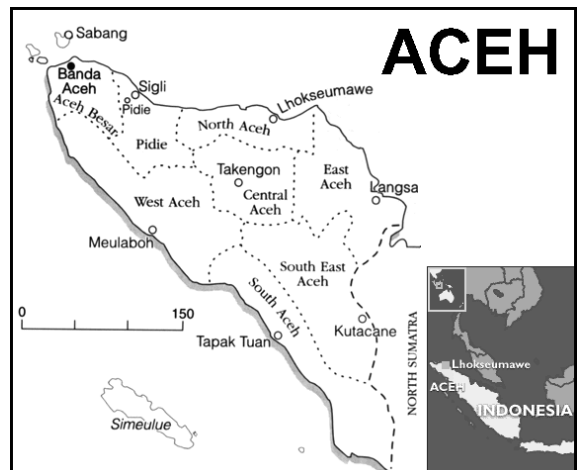 ACEH
Sabang
Banda
Aceh
Sigli
Pidie
Aceh Besar
Pidie
Lhokseumawe
North Aceh
Takengon
Central
Aceh
East
Aceh
Langsa
West Aceh
Meulaboh
South East
Aceh
South Aceh
Kutacane
Tapak Tuan
0
150
Simeulue
NORTH SUMATRA
Lhokseumawe
ACEH
INDONESIA